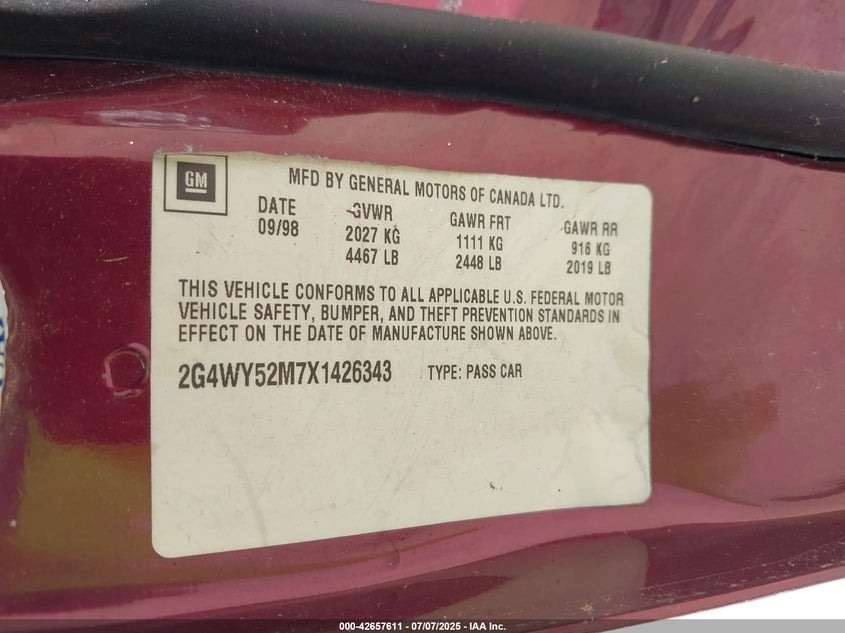 GM
MFD BY GENERAL MOTORS OF CANADA LTD.
DATE GVWR GAWR FRT GAWR RR
09/98 2027 KG 1111 KG 916 KG
4467 LB 2448 LB 2019 LB
THIS VEHICLE CONFORMS TO ALL APPLICABLE U.S. FEDERAL MOTOR
VEHICLE SAFETY, BUMPER, AND THEFT PREVENTION STANDARDS IN
EFFECT ON THE DATE OF MANUFACTURE SHOWN ABOVE.
2G4WY52M7X1426343 TYPE: PASS CAR
000-42657611 - 07/07/2025 - IAA Inc.